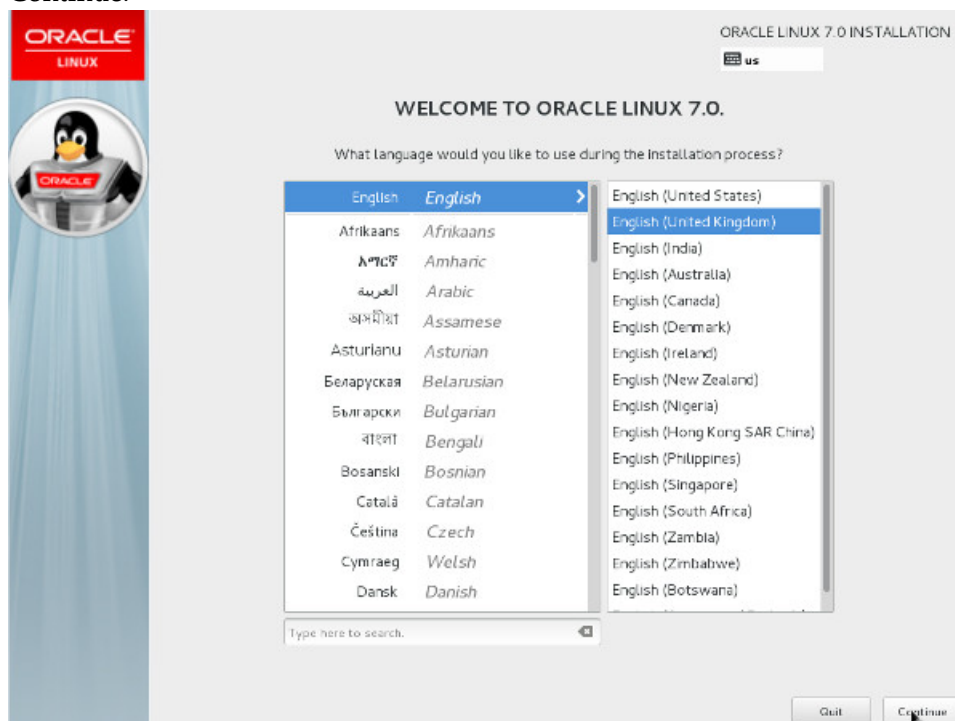 Continue.
ORACLE
LINUX
ORACLE
ORACLE LINUX 7.0 INSTALLATION
us
WELCOME TO ORACLE LINUX 7.0.
What language would you like to use during the installation process?
English English
Afrikaans Afrikaans
አማርኛ Amharic
العربية Arabic
অসমীয়া Assamese
Asturianu Asturian
Беларуская Belarusian
Български Bulgarian
বাংলা Bengali
Bosanski Bosnian
Català Catalan
Čeština Czech
Cymraeg Welsh
Dansk Danish
Type here to search.
English (United States)
English (United Kingdom)
English (India)
English (Australia)
English (Canada)
English (Denmark)
English (Ireland)
English (New Zealand)
English (Nigeria)
English (Hong Kong SAR China)
English (Philippines)
English (Singapore)
English (South Africa)
English (Zambia)
English (Zimbabwe)
English (Botswana)
Quit
Continue